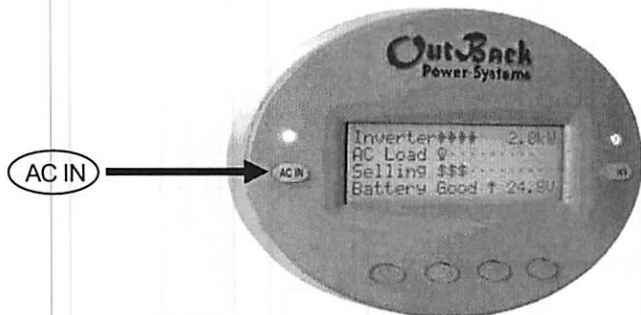 OutBack
Power Systems
Inverter 2.0kW
AC Load
Selling $$$
Battery Good ↑ 24.8V
AC IN
AC IN